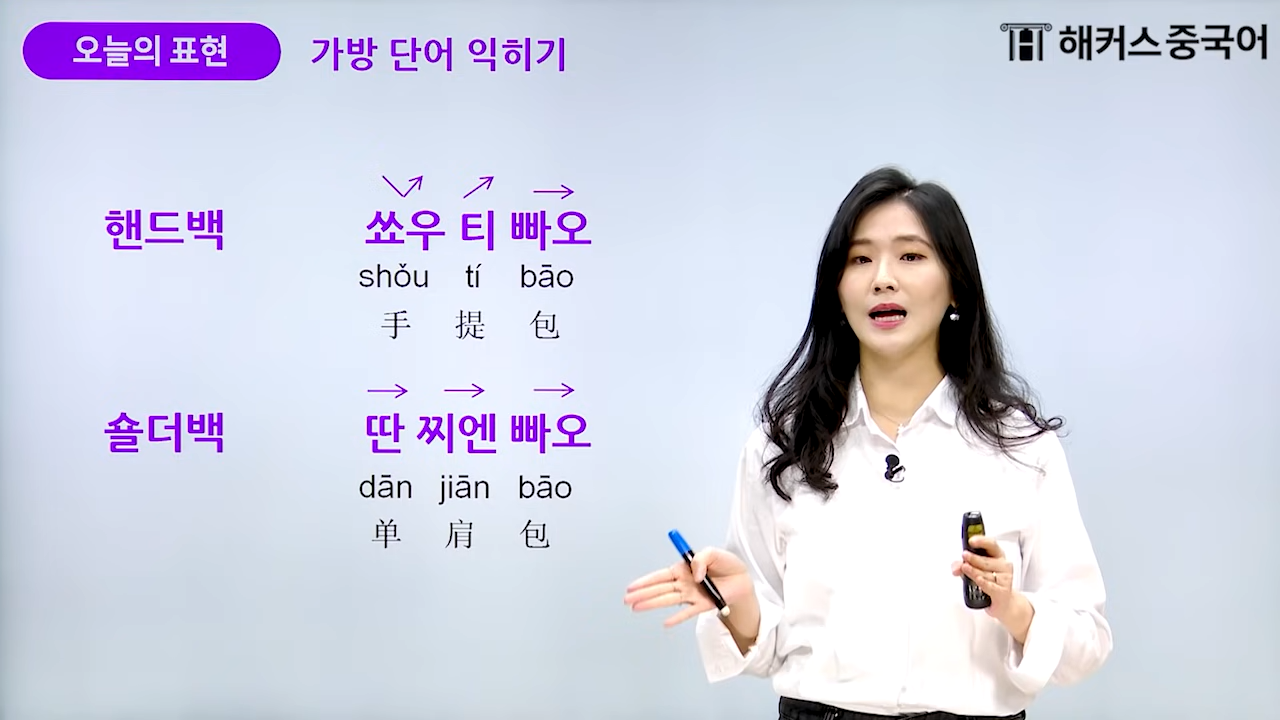 오늘의 표현
가방 단어 익히기
해커스중국어
핸드백
쑈우 티 빠오
shǒu tí bāo
手 提 包
숄더백
딴 찌엔 빠오
dān jiān bāo
单 肩 包